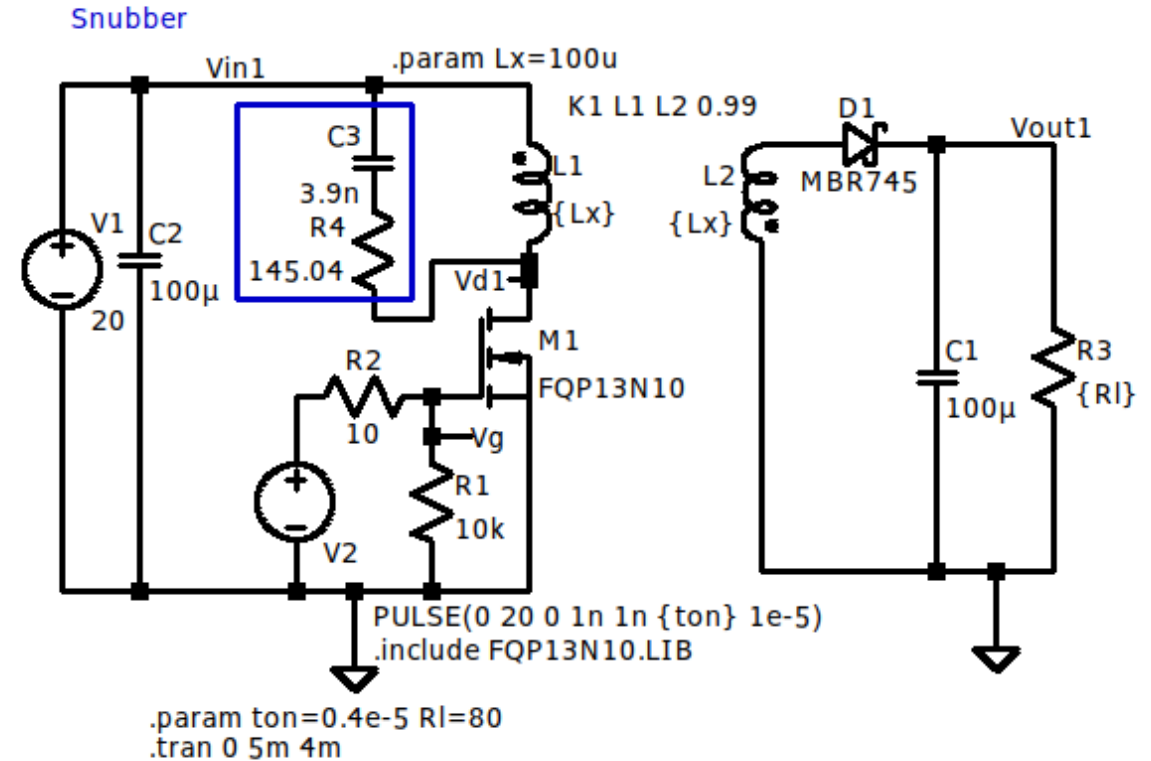 Snubber
Vin1
.param Lx=100u
K1 L1 L2 0.99
D1
Vout1
C3
L1
L2
MBR745
3.9n
{Lx}
{Lx}
V1
C2
R4
145.04
Vd1
100µ
20
R2
M1
C1
R3
FQP13N10
{Rl}
100µ
10
Vg
R1
10k
V2
PULSE(0 20 0 1n 1n {ton} 1e-5)
.include FQP13N10.LIB
.param ton=0.4e-5 Rl=80
.tran 0 5m 4m